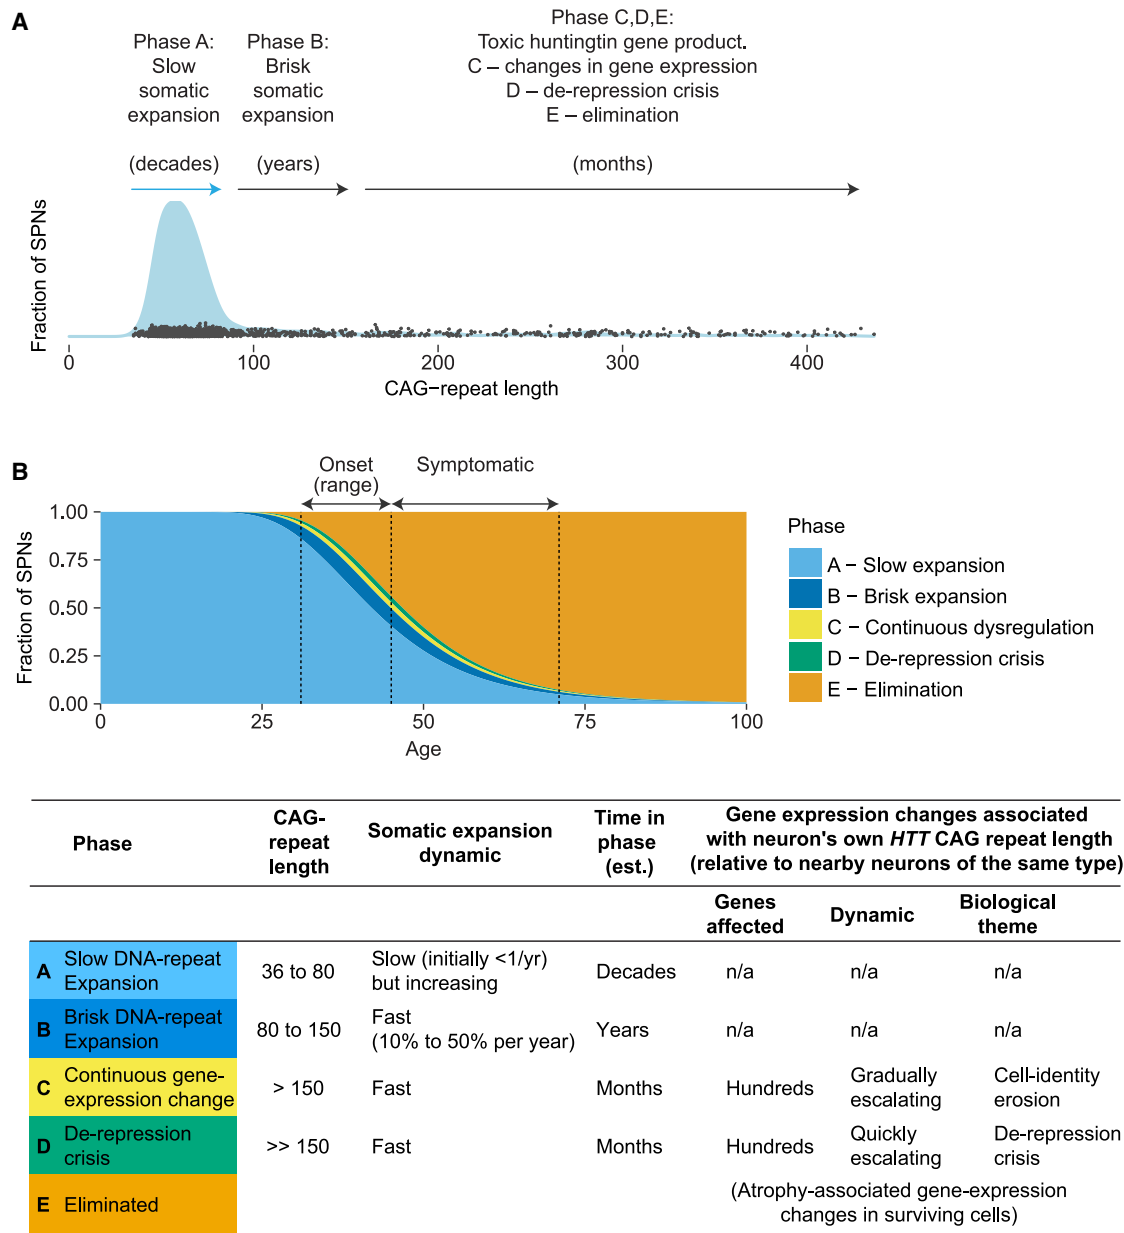 A
Phase A:
Slow
somatic
expansion
(decades)
Phase B:
Brisk
somatic
expansion
(years)
Phase C,D,E:
Toxic huntingtin gene product.
C – changes in gene expression
D – de-repression crisis
E – elimination
(months)
Fraction of SPNs
0 100 200 300 400
CAG−repeat length
B
Onset
(range)
Symptomatic
1.00
0.75
0.50
0.25
0.00
Fraction of SPNs
0 25 50 75 100
Age
Phase
A − Slow expansion
B − Brisk expansion
C − Continuous dysregulation
D − De-repression crisis
E − Elimination
Phase
CAG-
repeat
length
Somatic expansion
dynamic
Time in
phase
(est.)
Gene expression changes associated
with neuron's own HTT CAG repeat length
(relative to nearby neurons of the same type)
Genes
affected
Dynamic
Biological
theme
A Slow DNA-repeat
Expansion
36 to 80
Slow (initially <1/yr)
but increasing
Decades
n/a
n/a
n/a
B Brisk DNA-repeat
Expansion
80 to 150
Fast
(10% to 50% per year)
Years
n/a
n/a
n/a
C Continuous gene-
expression change
> 150
Fast
Months
Hundreds
Gradually
escalating
Cell-identity
erosion
D De-repression
crisis
>> 150
Fast
Months
Hundreds
Quickly
escalating
De-repression
crisis
E Eliminated
(Atrophy-associated gene-expression
changes in surviving cells)